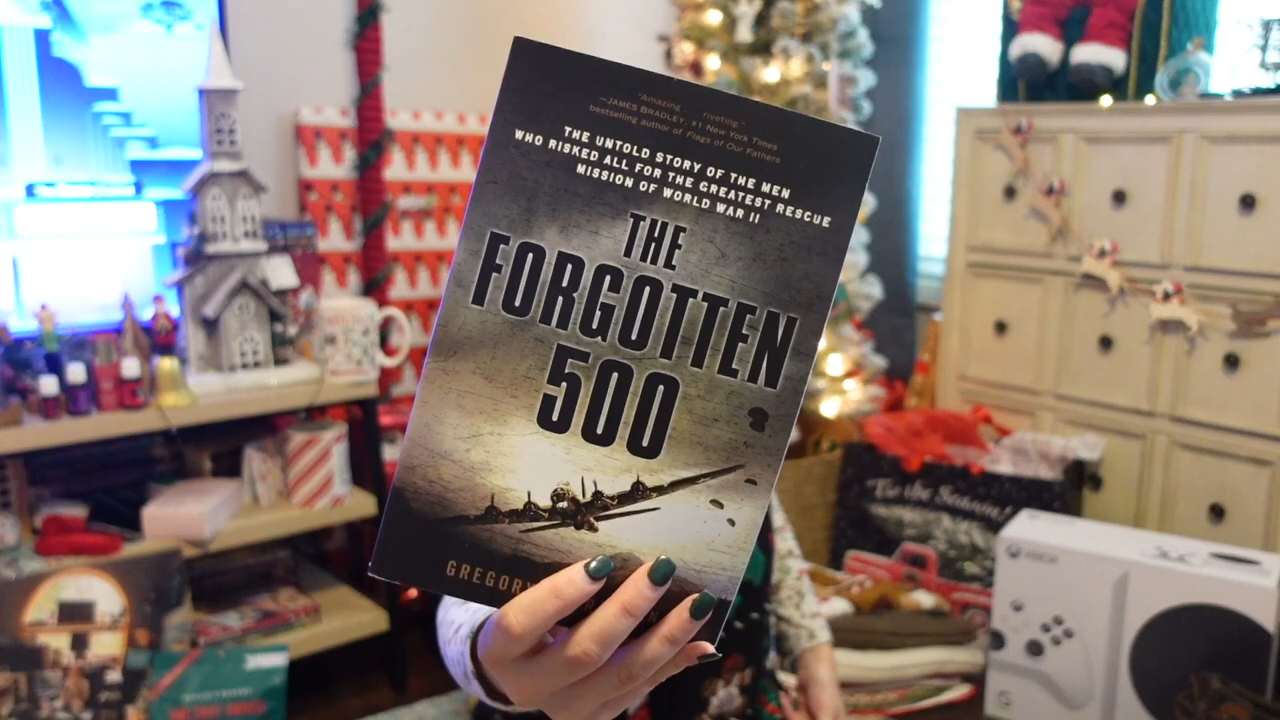 "Amazing . . . riveting."
—JAMES BRADLEY, #1 New York Times
bestselling author of Flags of Our Fathers
THE UNTOLD STORY OF THE MEN
WHO RISKED ALL FOR THE GREATEST RESCUE
MISSION OF WORLD WAR II
THE
FORGOTTEN
500
GREGORY
'Tis the Season!
XBOX